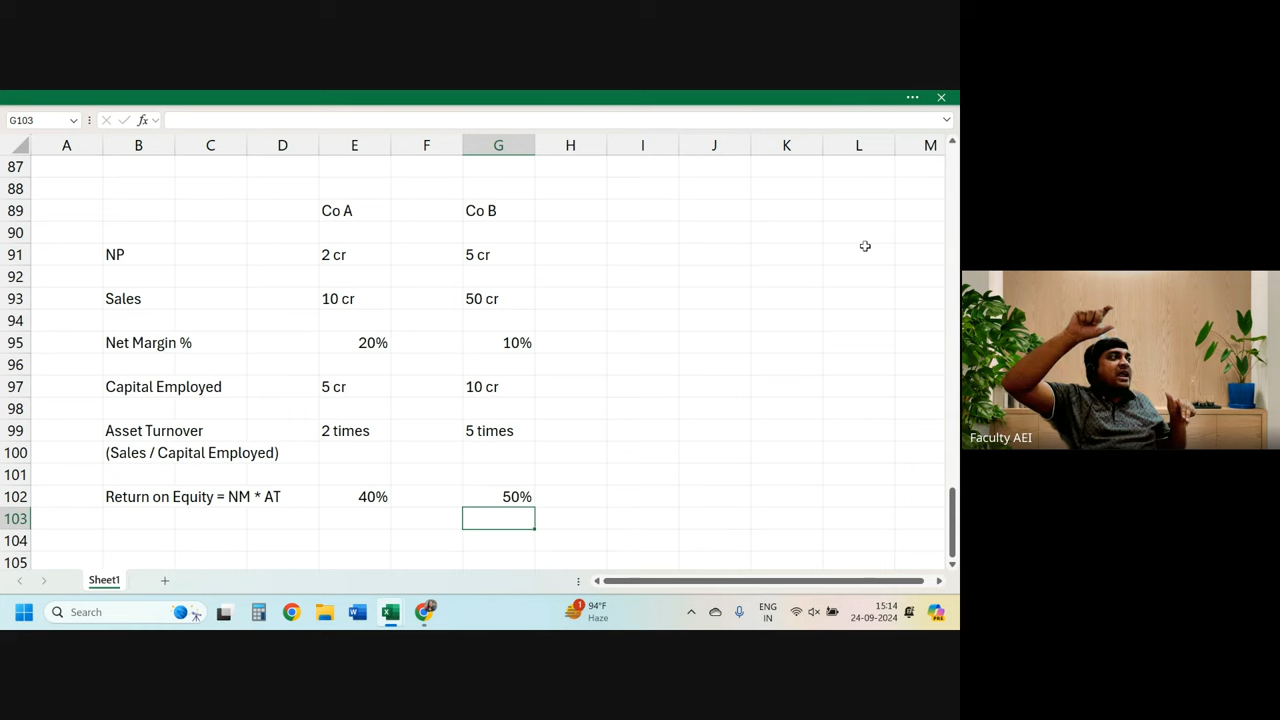 G103
fx
A B C D E F G H I J K L M
87
88
89 Co A Co B
90
91 NP 2 cr 5 cr
92
93 Sales 10 cr 50 cr
94
95 Net Margin % 20% 10%
96
97 Capital Employed 5 cr 10 cr
98
99 Asset Turnover 2 times 5 times
100 (Sales / Capital Employed)
101
102 Return on Equity = NM * AT 40% 50%
103
104
105
Faculty AEI
Sheet1
Search
1
94°F
Haze
ENG
IN
15:14
24-09-2024
PRE